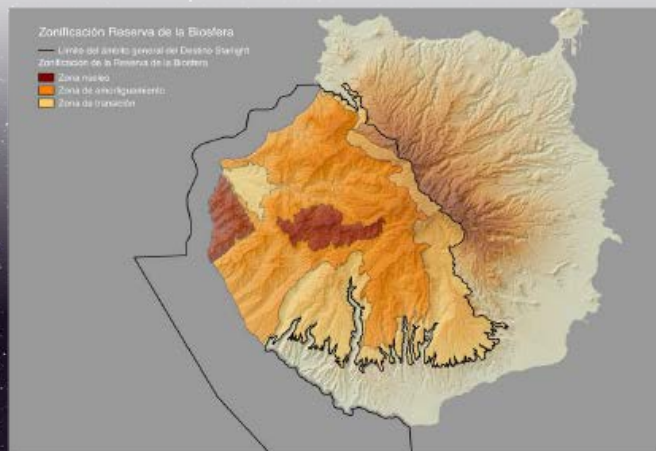 Zonificación Reserva de la Biosfera
Límite del ámbito general del Destino Starlight
Zonificación de la Reserva de la Biosfera
Zona núcleo
Zona de amortiguamiento
Zona de transición